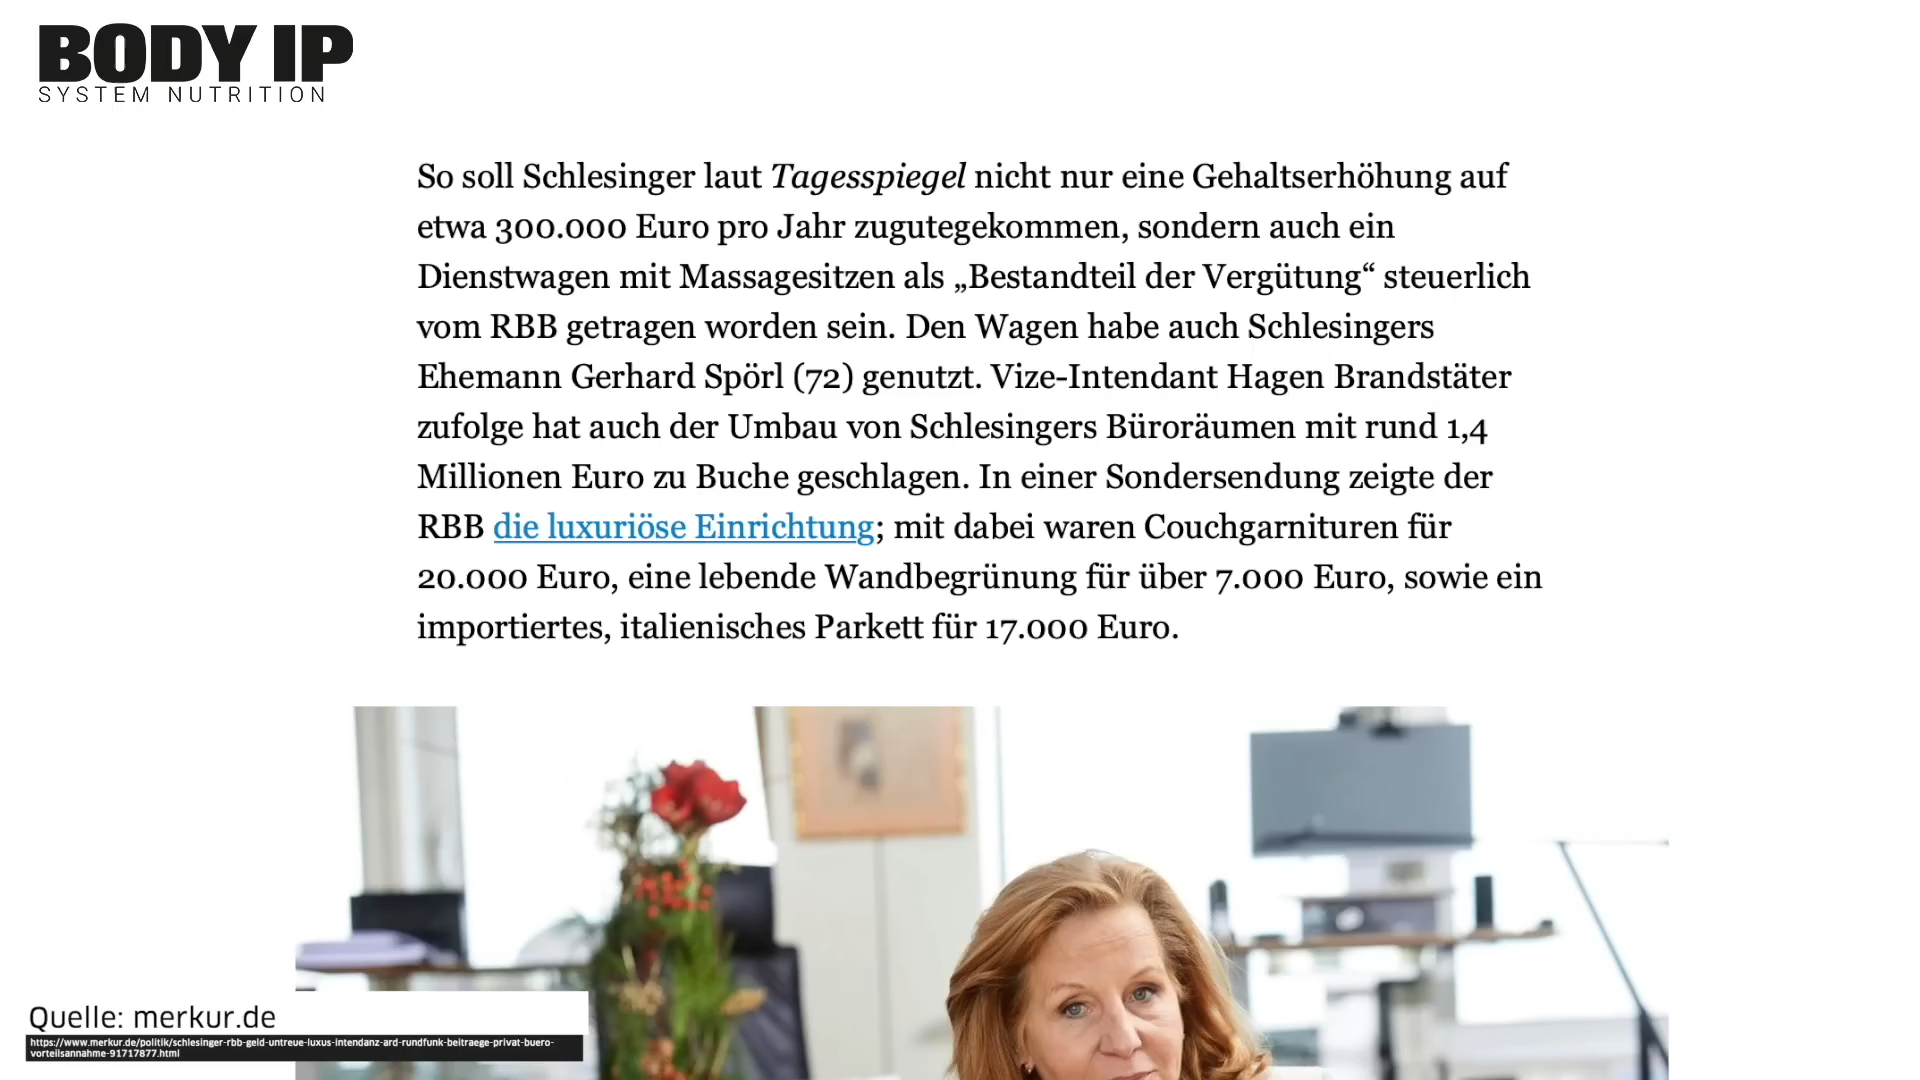 BODY IP
SYSTEM NUTRITION
So soll Schlesinger laut Tagesspiegel nicht nur eine Gehaltserhöhung auf
etwa 300.000 Euro pro Jahr zugutegekommen, sondern auch ein
Dienstwagen mit Massagesitzen als „Bestandteil der Vergütung“ steuerlich
vom RBB getragen worden sein. Den Wagen habe auch Schlesingers
Ehemann Gerhard Spörl (72) genutzt. Vize-Intendant Hagen Brandstäter
zufolge hat auch der Umbau von Schlesingers Büroräumen mit rund 1,4
Millionen Euro zu Buche geschlagen. In einer Sondersendung zeigte der
RBB die luxuriöse Einrichtung; mit dabei waren Couchgarnituren für
20.000 Euro, eine lebende Wandbegrünung für über 7.000 Euro, sowie ein
importiertes, italienisches Parkett für 17.000 Euro.
Quelle: merkur.de
https://www.merkur.de/politik/schlesinger-rbb-geld-untreue-luxus-intendanz-ard-rundfunk-beitraege-privat-buero-
vorteilsannahme-91717877.html